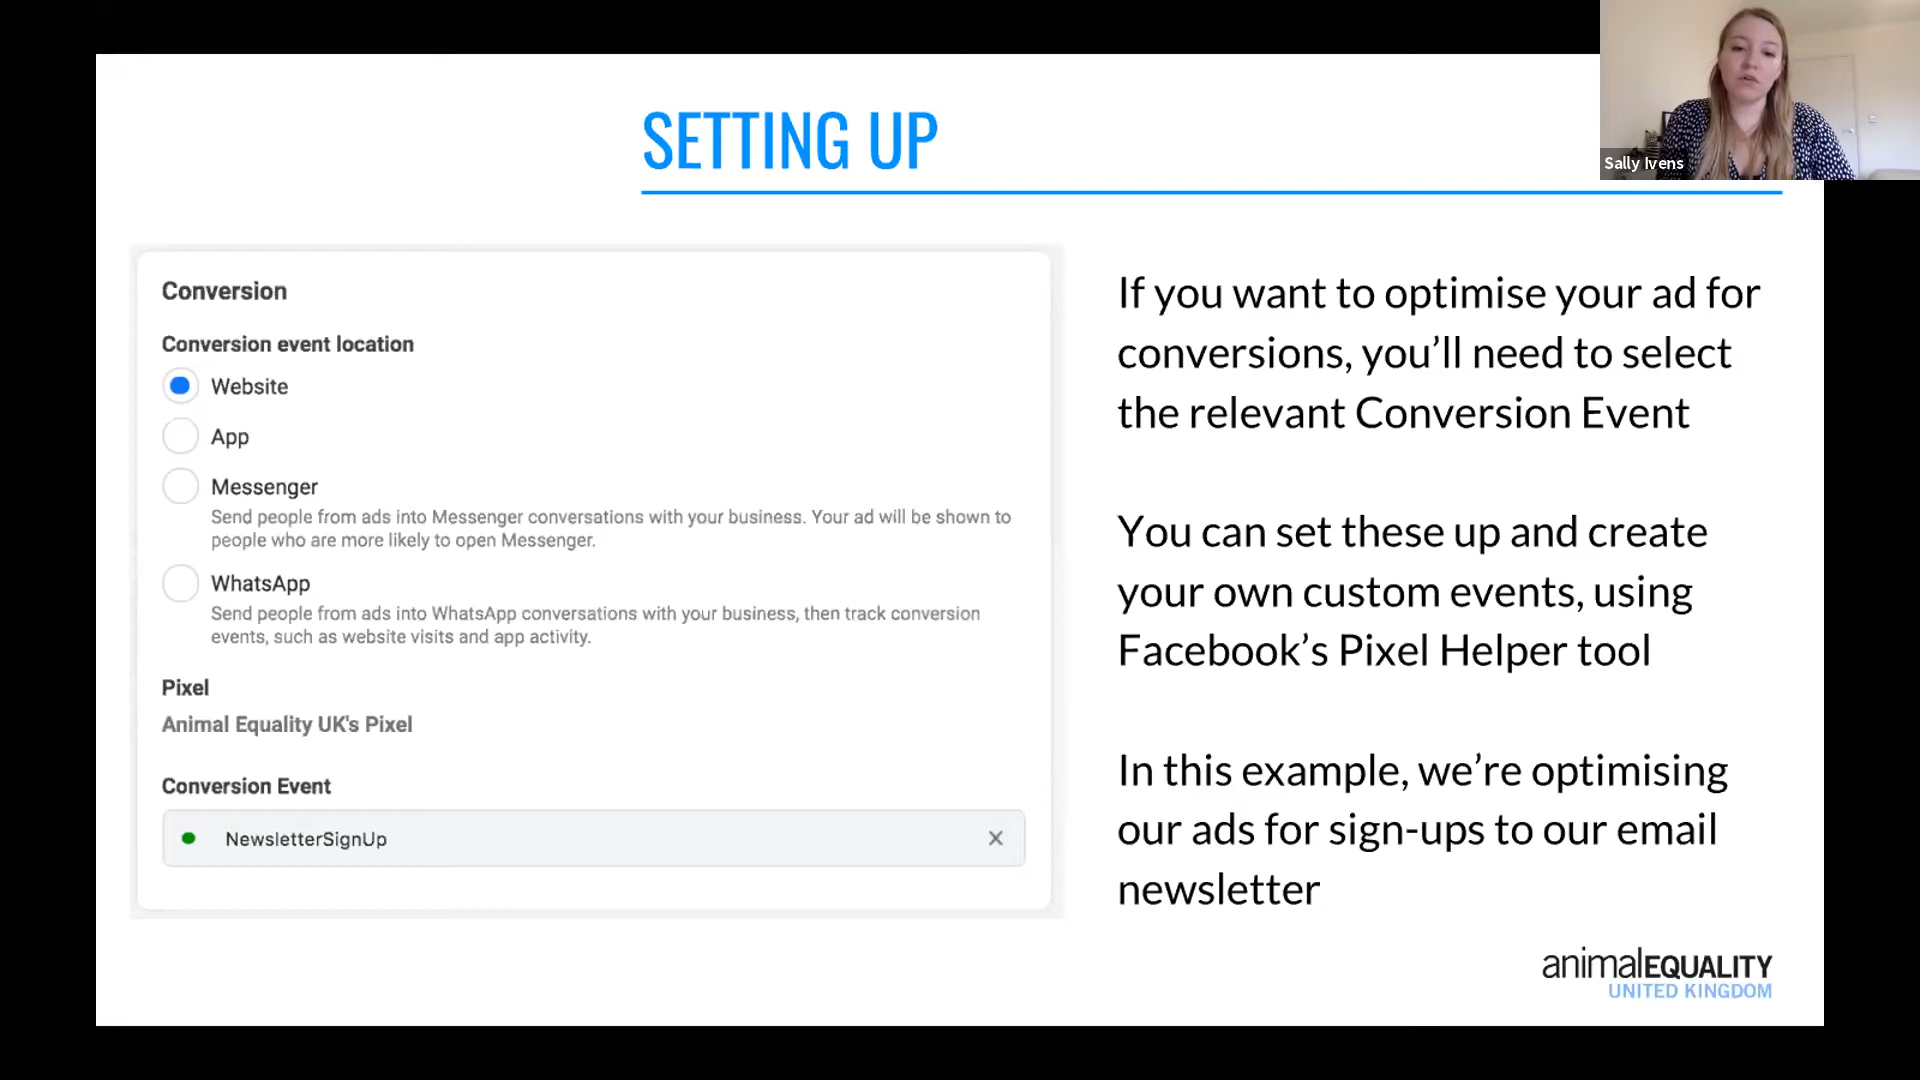 SETTING UP
Sally Ivens
Conversion
Conversion event location
Website
App
Messenger
Send people from ads into Messenger conversations with your business. Your ad will be shown to
people who are more likely to open Messenger.
WhatsApp
Send people from ads into WhatsApp conversations with your business, then track conversion
events, such as website visits and app activity.
Pixel
Animal Equality UK's Pixel
Conversion Event
NewsletterSignUp
If you want to optimise your ad for
conversions, you’ll need to select
the relevant Conversion Event
You can set these up and create
your own custom events, using
Facebook’s Pixel Helper tool
In this example, we’re optimising
our ads for sign-ups to our email
newsletter
animalEQUALITY
UNITED KINGDOM